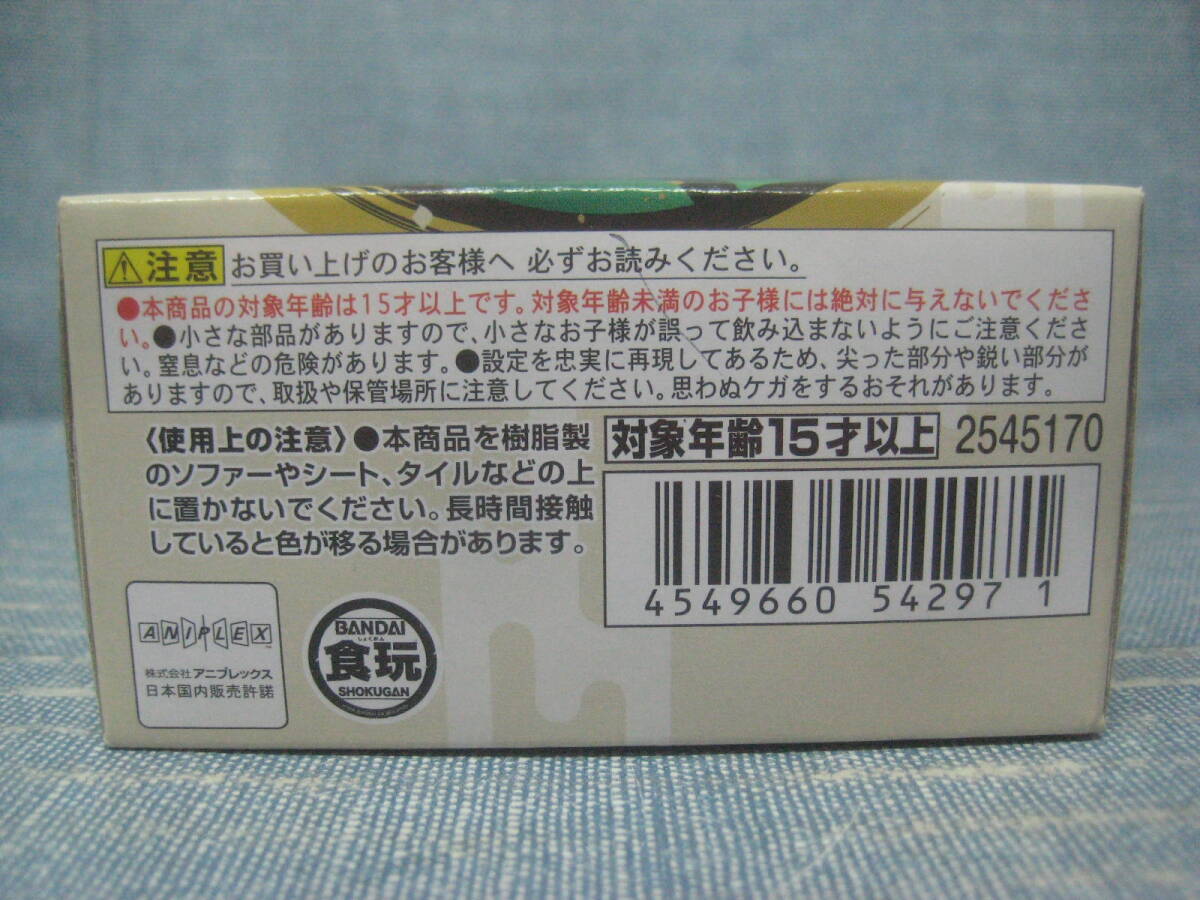 注意 お買い上げのお客様へ 必ずお読みください。
●本商品の対象年齢は15才以上です。対象年齢未満のお子様には絶対に与えないでくださ
い。●小さな部品がありますので、小さなお子様が誤って飲み込まないようにご注意くださ
い。窒息などの危険があります。●設定を忠実に再現してあるため、尖った部分や鋭い部分が
ありますので、取扱や保管場所に注意してください。思わぬケガをするおそれがあります。
〈使用上の注意〉●本商品を樹脂製
のソファーやシート、タイルなどの上
に置かないでください。長時間接触
していると色が移る場合があります。
対象年齢15才以上 2545170
4549660 542971
ANIPLEX
株式会社アニプレックス
日本国内販売許諾
BANDAI
しょくがん
食玩
SHOKUGAN